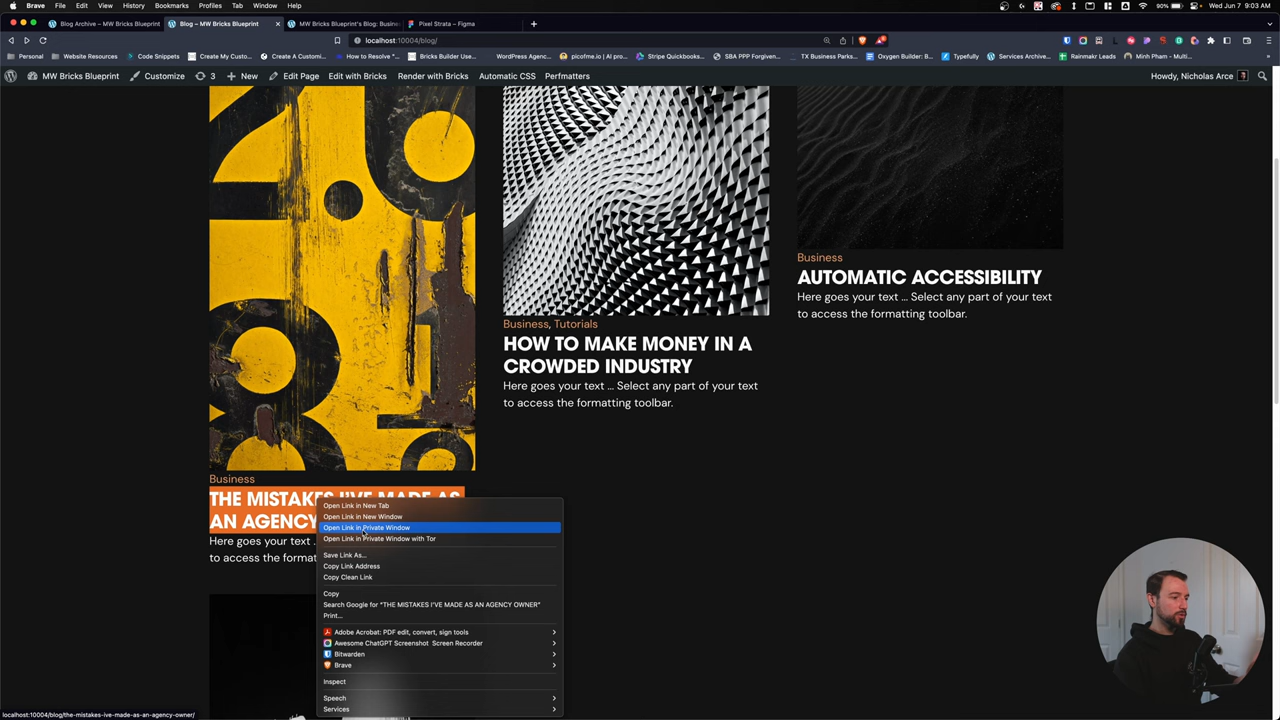 Brave File Edit View History Bookmarks Profiles Tab Window Help 90% Wed Jun 7 9:03 AM
Blog Archive – MW Bricks Blueprint Blog – MW Bricks Blueprint MW Bricks Blueprint's Blog: Busin Pixel Strata – Figma
localhost:10004/blog/
Personal Website Resources Code Snippets Create My Custo... Create A Customi... How to Resolve "... Bricks Builder Use... WordPress Agenc... picofme.io | AI pro... Stripe Quickbooks... SBA PPP Forgiven... TX Business Parks... Oxygen Builder: B... Typefully Services Archive... Rainmakr Leads Minh Pham - Multi...
MW Bricks Blueprint Customize 3 New Edit Page Edit with Bricks Render with Bricks Automatic CSS Perfmatters Howdy, Nicholas Arce
Business
AUTOMATIC ACCESSIBILITY
Here goes your text ... Select any part of your text
to access the formatting toolbar.
Business, Tutorials
HOW TO MAKE MONEY IN A
CROWDED INDUSTRY
Here goes your text ... Select any part of your text
to access the formatting toolbar.
Business
THE MISTAKES I'VE MADE AS
AN AGENCY
Here goes your text
to access the format
Open Link in New Tab
Open Link in New Window
Open Link in Private Window
Open Link in Private Window with Tor
Save Link As...
Copy Link Address
Copy Clean Link
Copy
Search Google for "THE MISTAKES I'VE MADE AS AN AGENCY OWNER"
Print...
Adobe Acrobat: PDF edit, convert, sign tools
Awesome ChatGPT Screenshot Screen Recorder
Bitwarden
Brave
Inspect
Speech
Services
localhost:10004/blog/the-mistakes-ive-made-as-an-agency-owner/